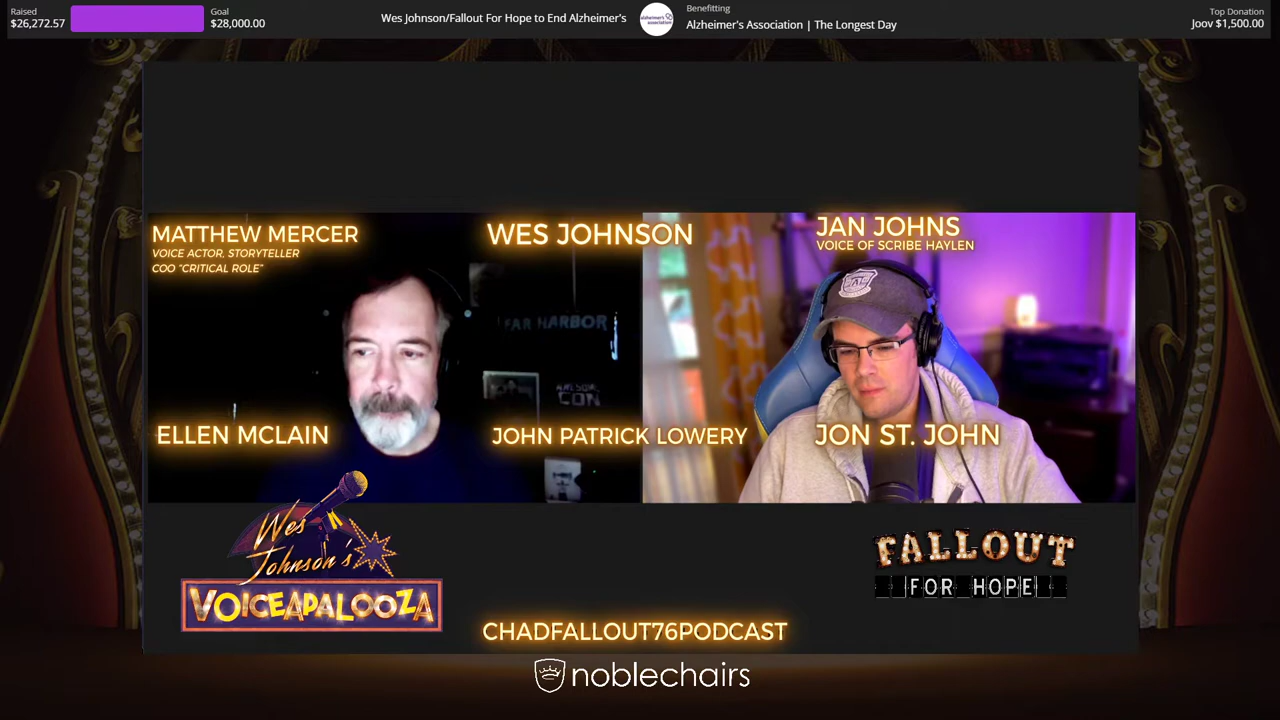 Raised
$26,272.57
Goal
$28,000.00
Wes Johnson/Fallout For Hope to End Alzheimer's
alzheimer's association
Benefitting
Alzheimer's Association | The Longest Day
Top Donation
Joov $1,500.00
MATTHEW MERCER
VOICE ACTOR, STORYTELLER
COO "CRITICAL ROLE"
WES JOHNSON
JAN JOHNS
VOICE OF SCRIBE HAYLEN
FAR HARBOR
AWESOME
CON
ELLEN MCLAIN
JOHN PATRICK LOWERY
JON ST. JOHN
Wes
Johnson's
VOICEAPALOOZA
FALLOUT
FOR HOPE
CHADFALLOUT76PODCAST
noblechairs